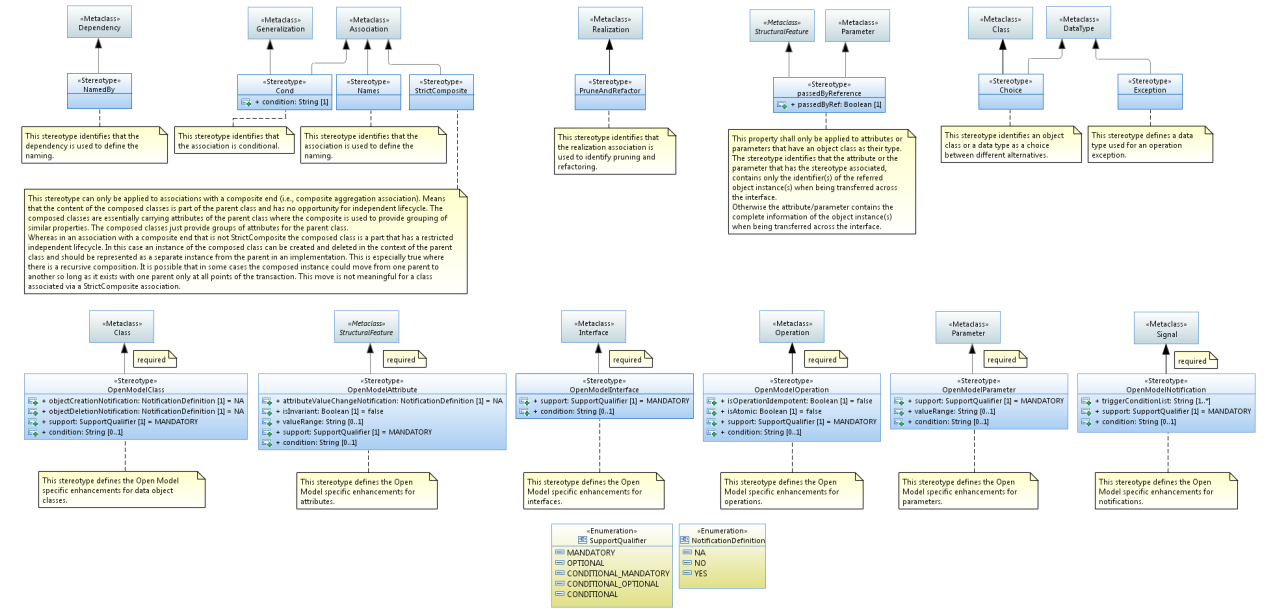 «Metaclass»
Dependency
«Metaclass»
Generalization
«Metaclass»
Association
«Metaclass»
Realization
«Metaclass»
StructuralFeature
«Metaclass»
Parameter
«Metaclass»
Class
«Metaclass»
DataType
«Stereotype»
NamedBy
«Stereotype»
Cond
+ condition: String [1]
«Stereotype»
Names
«Stereotype»
StrictComposite
«Stereotype»
PruneAndRefactor
«Stereotype»
passedByReference
+ passedByRef: Boolean [1]
«Stereotype»
Choice
«Stereotype»
Exception
This stereotype identifies that the
dependency is used to define the
naming.
This stereotype identifies that
the association is conditional.
This stereotype identifies that the
association is used to define the
naming.
This stereotype identifies that
the realization association is
used to identify pruning and
refactoring.
This property shall only be applied to attributes or
parameters that have an object class as their type.
The stereotype identifies that the attribute or the
parameter that has the stereotype associated,
contains only the identifier(s) of the referred
object instance(s) when being transferred across
the interface.
Otherwise the attribute/parameter contains the
complete information of the object instance(s)
when being transferred across the interface.
This stereotype identifies an object
class or a data type as a choice
between different alternatives.
This stereotype defines a data
type used for an operation
exception.
This stereotype can only be applied to associations with a composite end (i.e., composite aggregation association). Means
that the content of the composed classes is part of the parent class and has no opportunity for independent lifecycle. The
composed classes are essentially carrying attributes of the parent class where the composite is used to provide grouping of
similar properties. The composed classes just provide groups of attributes for the parent class.
Whereas in an association with a composite end that is not StrictComposite the composed class is a part that has a restricted
independent lifecycle. In this case an instance of the composed class can be created and deleted in the context of the parent
class and should be represented as a separate instance from the parent in an implementation. This is especially true where
there is a recursive composition. It is possible that in some cases the composed instance could move from one parent to
another so long as it exists with one parent only at all points of the transaction. This move is not meaningful for a class
associated via a StrictComposite association.
«Metaclass»
Class
«Metaclass»
StructuralFeature
«Metaclass»
Interface
«Metaclass»
Operation
«Metaclass»
Parameter
«Metaclass»
Signal
required
required
required
required
required
required
«Stereotype»
OpenModelClass
+ objectCreationNotification: NotificationDefinition [1] = NA
+ objectDeletionNotification: NotificationDefinition [1] = NA
+ support: SupportQualifier [1] = MANDATORY
+ condition: String [0..1]
«Stereotype»
OpenModelAttribute
+ attributeValueChangeNotification: NotificationDefinition [1] = NA
+ isInvariant: Boolean [1] = false
+ valueRange: String [0..1]
+ support: SupportQualifier [1] = MANDATORY
+ condition: String [0..1]
«Stereotype»
OpenModelInterface
+ support: SupportQualifier [1] = MANDATORY
+ condition: String [0..1]
«Stereotype»
OpenModelOperation
+ isOperationIdempotent: Boolean [1] = false
+ isAtomic: Boolean [1] = false
+ support: SupportQualifier [1] = MANDATORY
+ condition: String [0..1]
«Stereotype»
OpenModelParameter
+ support: SupportQualifier [1] = MANDATORY
+ valueRange: String [0..1]
+ condition: String [0..1]
«Stereotype»
OpenModelNotification
+ triggerConditionList: String [1..*]
+ support: SupportQualifier [1] = MANDATORY
+ condition: String [0..1]
This stereotype defines the Open Model
specific enhancements for data object
classes.
This stereotype defines the Open
Model specific enhancements for
attributes.
This stereotype defines the Open
Model specific enhancements for
interfaces.
This stereotype defines the Open
Model specific enhancements for
operations.
This stereotype defines the Open
Model specific enhancements for
parameters.
This stereotype defines the Open
Model specific enhancements for
notifications.
«Enumeration»
SupportQualifier
MANDATORY
OPTIONAL
CONDITIONAL_MANDATORY
CONDITIONAL_OPTIONAL
CONDITIONAL
«Enumeration»
NotificationDefinition
NA
NO
YES